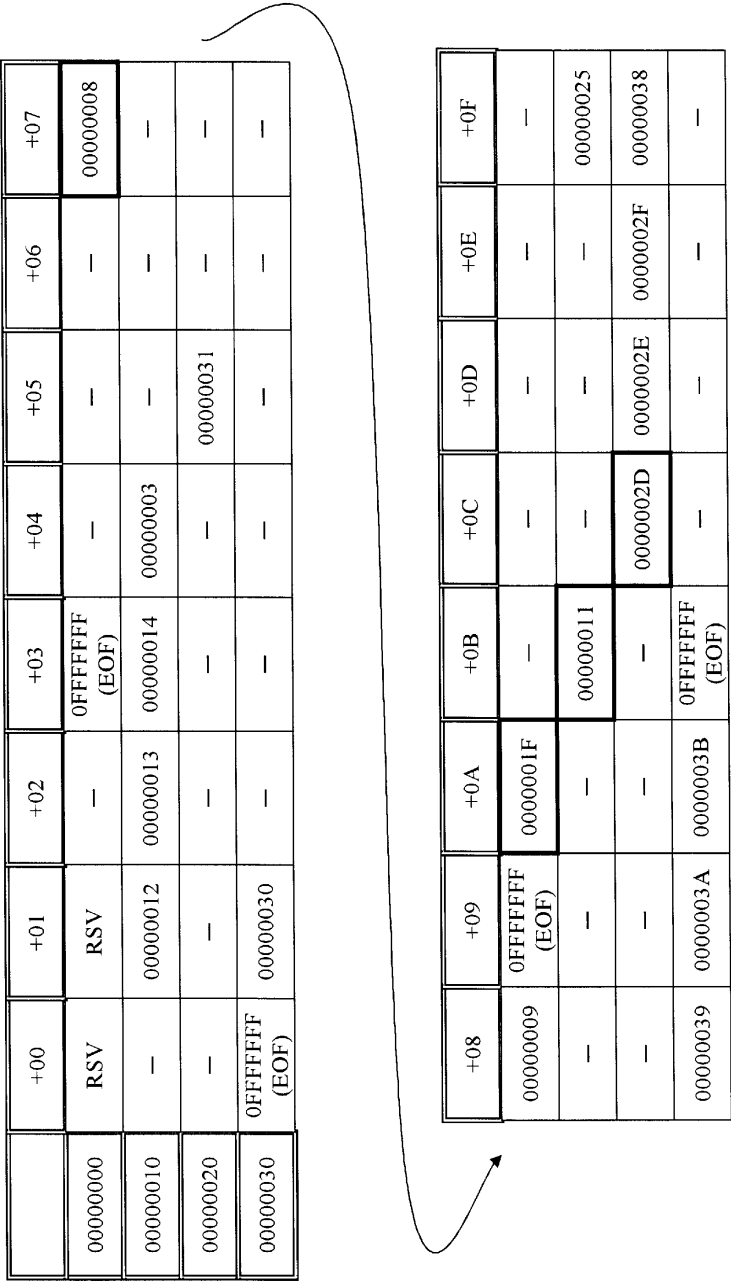 +00 +01 +02 +03 +04 +05 +06 +07
00000000 RSV RSV – 0FFFFFFF (EOF) – – – 00000008
00000010 – 00000012 00000013 00000014 00000003 – – –
00000020 – – – – – 00000031 – –
00000030 0FFFFFFF (EOF) 00000030 – – – – – –
+08 +09 +0A +0B +0C +0D +0E +0F
00000009 0FFFFFFF (EOF) 0000001F – – – – –
– – – 00000011 – – – 00000025
– – – – 0000002D 0000002E 0000002F 00000038
00000039 0000003A 0000003B 0FFFFFFF (EOF) – – – –